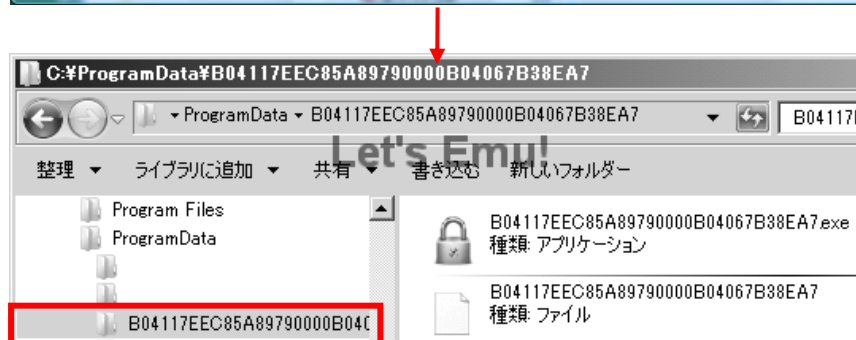 C:¥ProgramData¥B04117EEC85A89790000B04067B38EA7
ProgramData B04117EEC85A89790000B04067B38EA7 B04117
Let's Emu!
整理 ライブラリに追加 共有 書き込む 新しいフォルダー
Program Files
ProgramData
B04117EEC85A89790000B040
B04117EEC85A89790000B04067B38EA7.exe
種類: アプリケーション
B04117EEC85A89790000B04067B38EA7
種類: ファイル